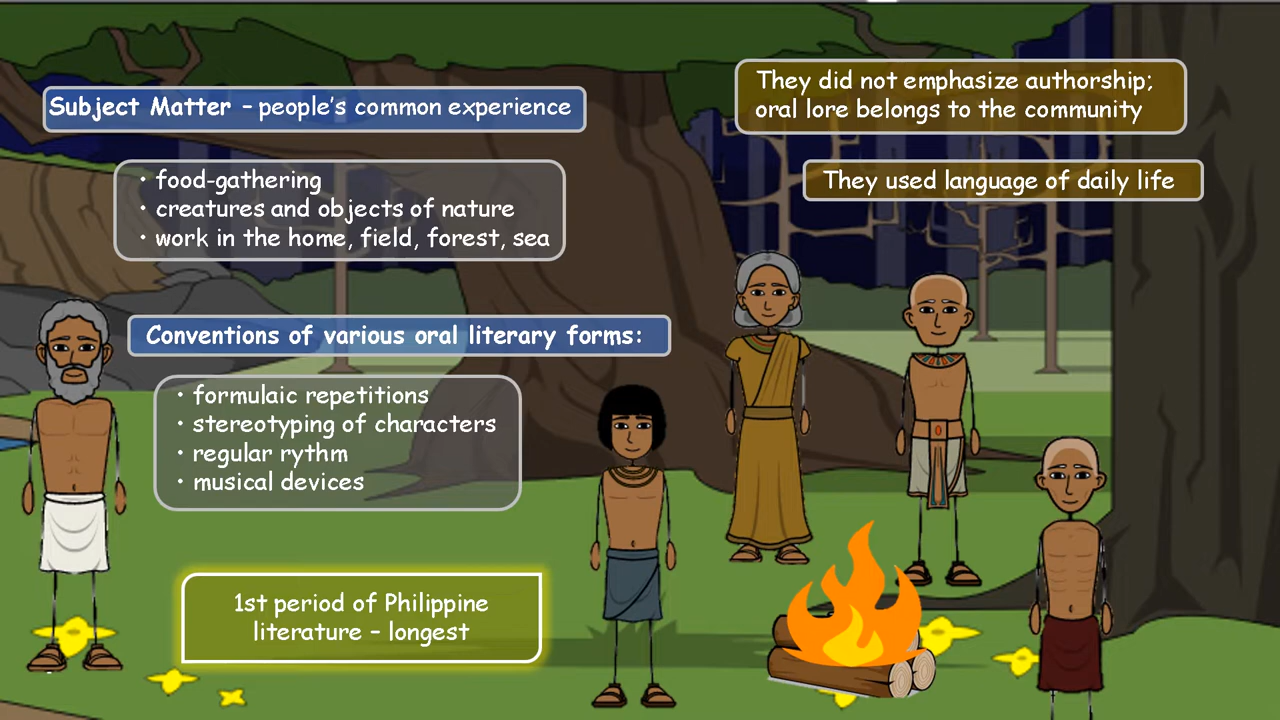 Subject Matter – people's common experience
• food-gathering
• creatures and objects of nature
• work in the home, field, forest, sea
Conventions of various oral literary forms:
• formulaic repetitions
• stereotyping of characters
• regular rythm
• musical devices
1st period of Philippine
literature – longest
They did not emphasize authorship;
oral lore belongs to the community
They used language of daily life